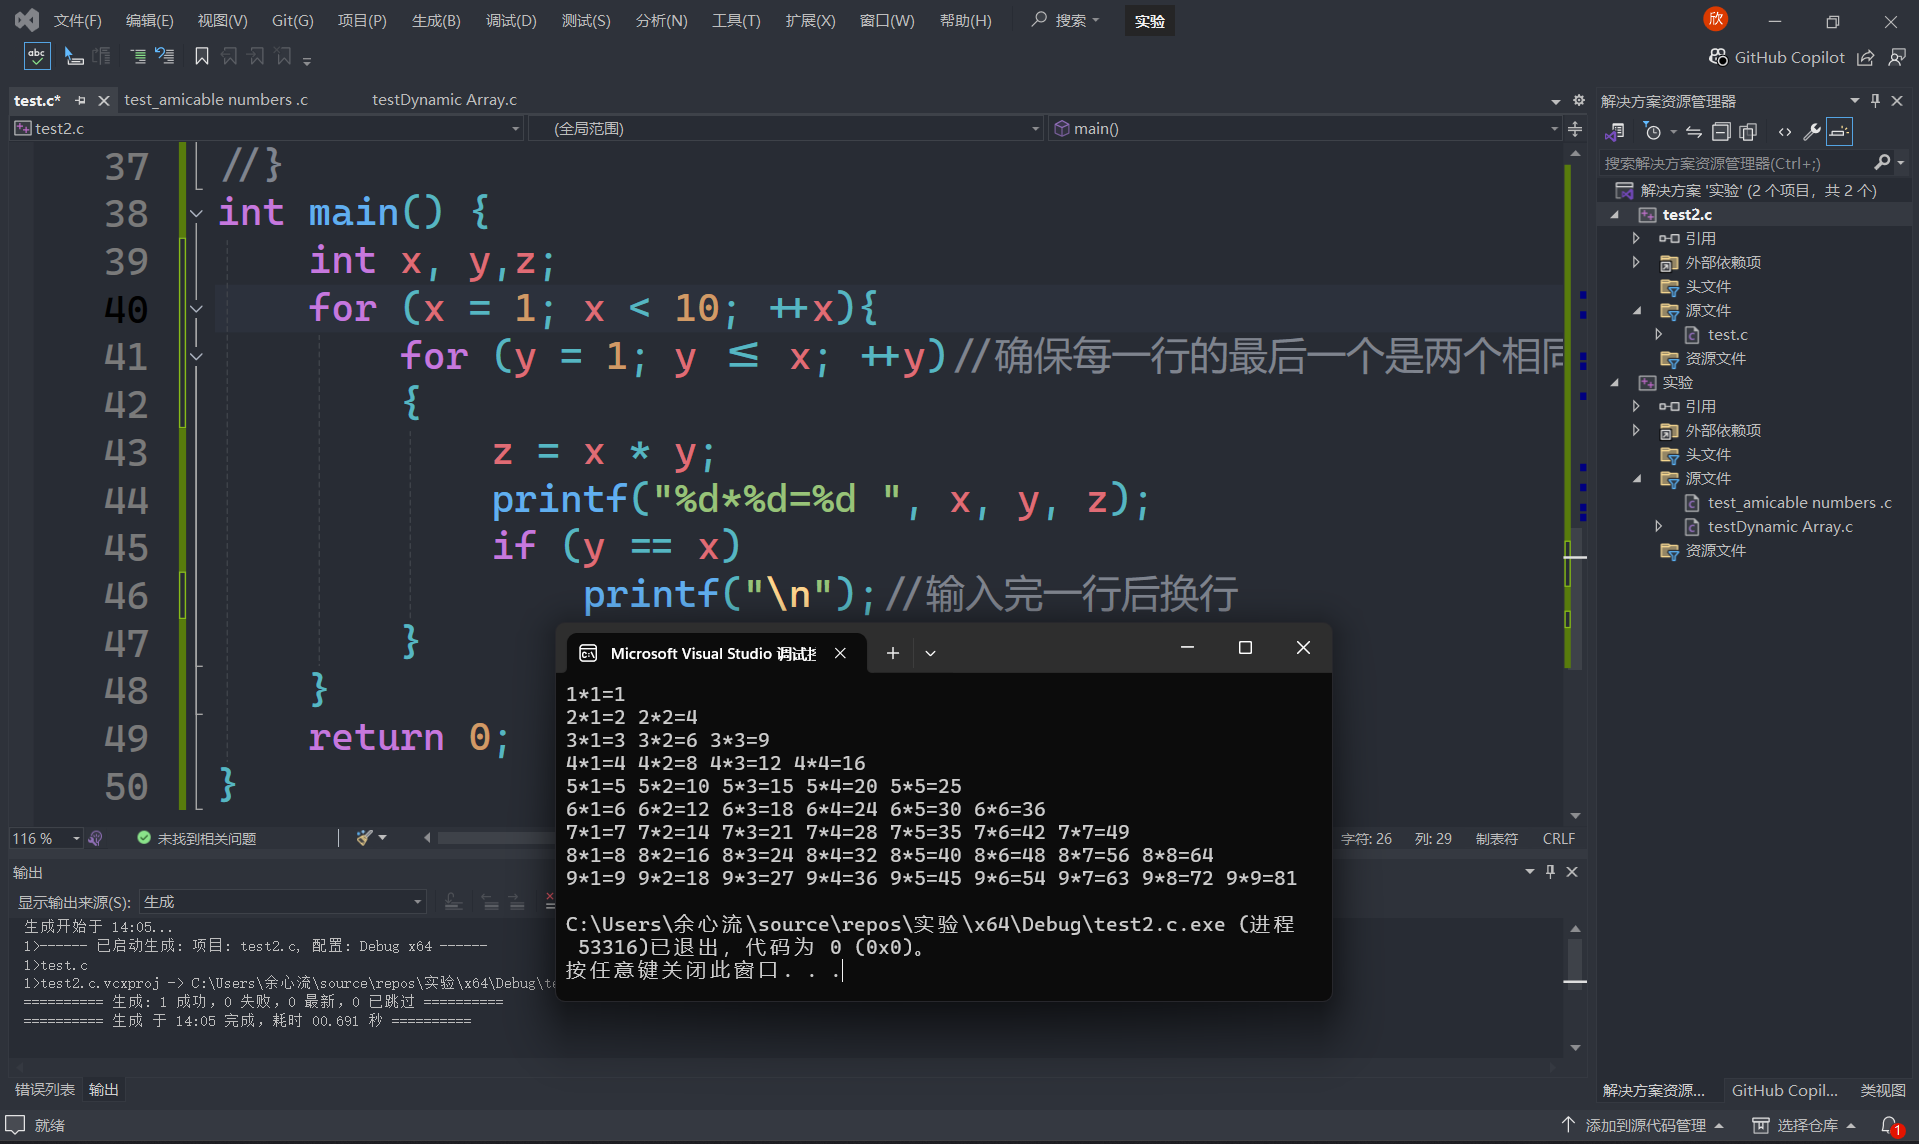 文件(F) 编辑(E) 视图(V) Git(G) 项目(P) 生成(B) 调试(D) 测试(S) 分析(N) 工具(T) 扩展(X) 窗口(W) 帮助(H) 搜索 实验 欣
abc GitHub Copilot
test.c* test_amicable numbers .c testDynamic Array.c
test2.c (全局范围) main()
37 //}
38 int main() {
39 int x, y,z;
40 for (x = 1; x < 10; ++x){
41 for (y = 1; y <= x; ++y)//确保每一行的最后一个是两个相同
42 {
43 z = x * y;
44 printf("%d*%d=%d ", x, y, z);
45 if (y == x)
46 printf("\n");//输入完一行后换行
47 }
48 }
49 return 0;
50 }
116 % 未找到相关问题 字符: 26 列: 29 制表符 CRLF
Microsoft Visual Studio 调试
1*1=1
2*1=2 2*2=4
3*1=3 3*2=6 3*3=9
4*1=4 4*2=8 4*3=12 4*4=16
5*1=5 5*2=10 5*3=15 5*4=20 5*5=25
6*1=6 6*2=12 6*3=18 6*4=24 6*5=30 6*6=36
7*1=7 7*2=14 7*3=21 7*4=28 7*5=35 7*6=42 7*7=49
8*1=8 8*2=16 8*3=24 8*4=32 8*5=40 8*6=48 8*7=56 8*8=64
9*1=9 9*2=18 9*3=27 9*4=36 9*5=45 9*6=54 9*7=63 9*8=72 9*9=81
C:\Users\余心流\source\repos\实验\x64\Debug\test2.c.exe (进程
53316)已退出，代码为 0 (0x0)。
按任意键关闭此窗口. . .
输出
显示输出来源(S): 生成
生成开始于 14:05...
1>------ 已启动生成: 项目: test2.c, 配置: Debug x64 ------
1>test.c
1>test2.c.vcxproj -> C:\Users\余心流\source\repos\实验\x64\Debug\te
========== 生成: 1 成功，0 失败，0 最新，0 已跳过 ==========
========== 生成 于 14:05 完成，耗时 00.691 秒 ==========
错误列表 输出
解决方案资源管理器
搜索解决方案资源管理器(Ctrl+;)
解决方案 '实验' (2 个项目，共 2 个)
test2.c
引用
外部依赖项
头文件
源文件
test.c
资源文件
实验
引用
外部依赖项
头文件
源文件
test_amicable numbers .c
testDynamic Array.c
资源文件
解决方案资源... GitHub Copil... 类视图
就绪 添加到源代码管理 选择仓库 1